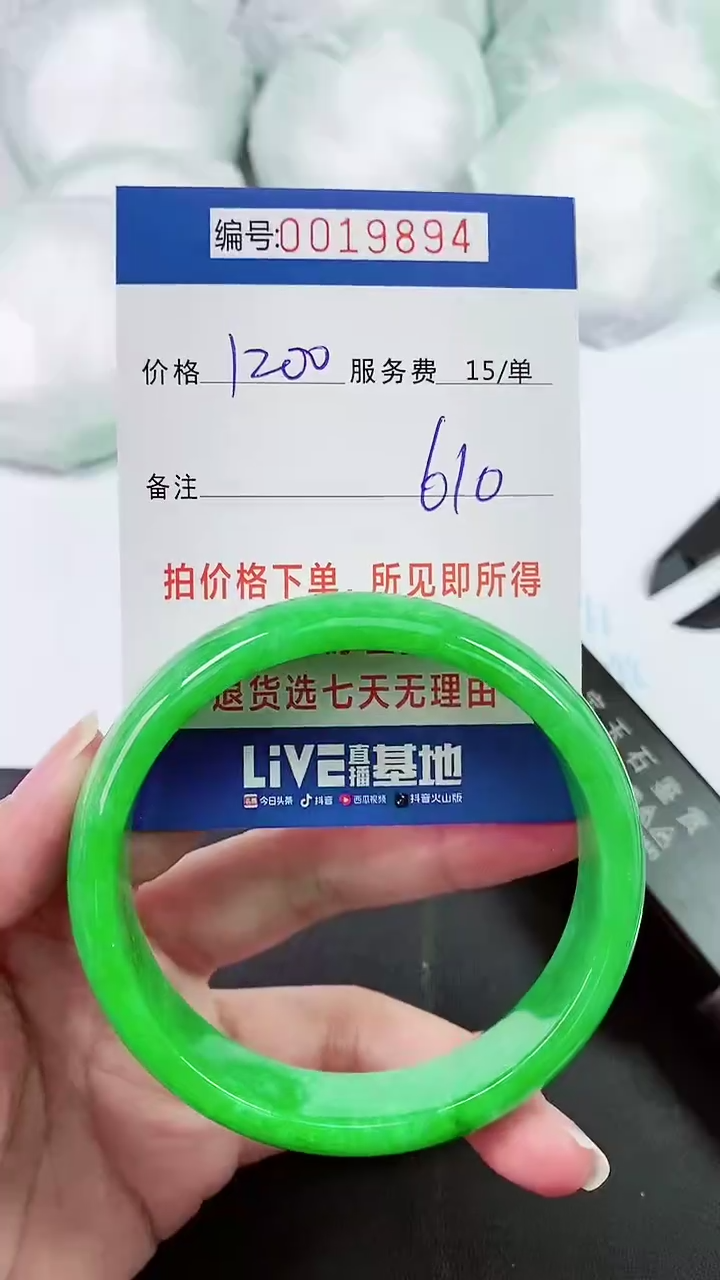 编号:0019894
价格 1200 服务费 15/单
备注 610
拍价格下单，所见即所得
退货选七天无理由
LiVE直播基地
今日头条 抖音 西瓜视频 抖音火山版